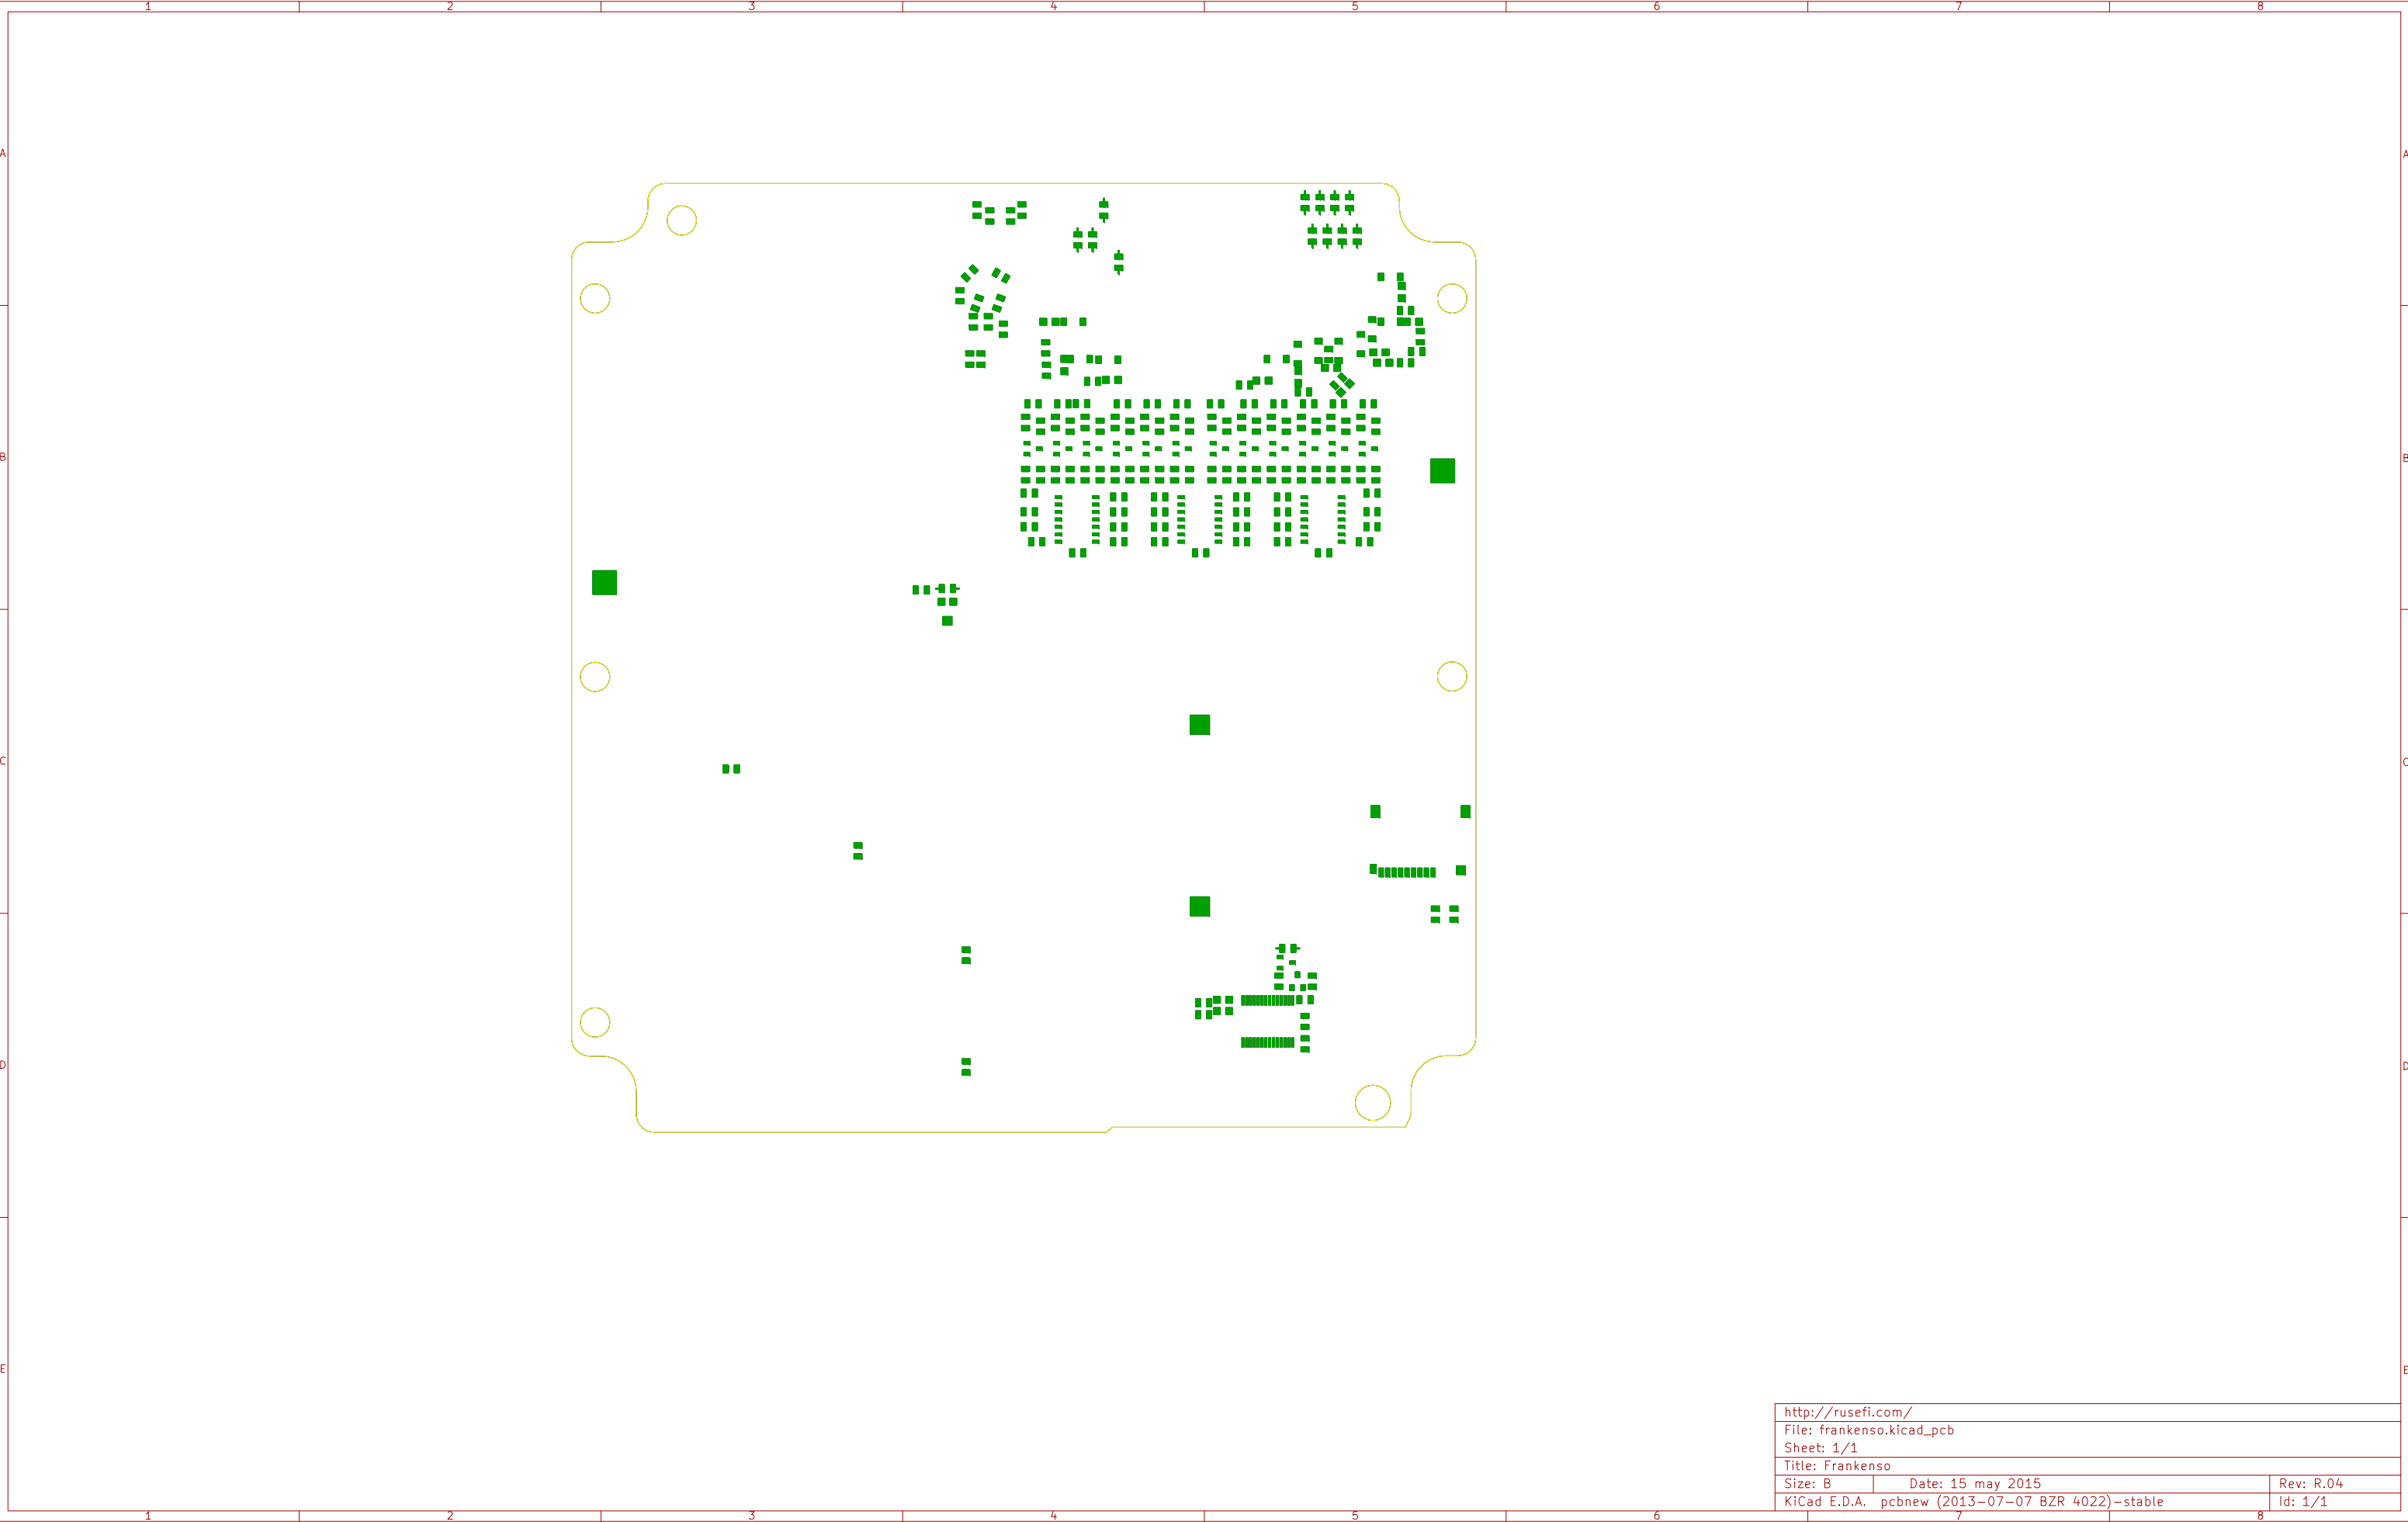 1 2 3 4 5 6 7 8
A A
B B
C C
D D
E E
http://rusefi.com/
File: frankenso.kicad_pcb
Sheet: 1/1
Title: Frankenso
Size: B Date: 15 may 2015 Rev: R.04
KiCad E.D.A. pcbnew (2013-07-07 BZR 4022)-stable Id: 1/1
1 2 3 4 5 6 7 8